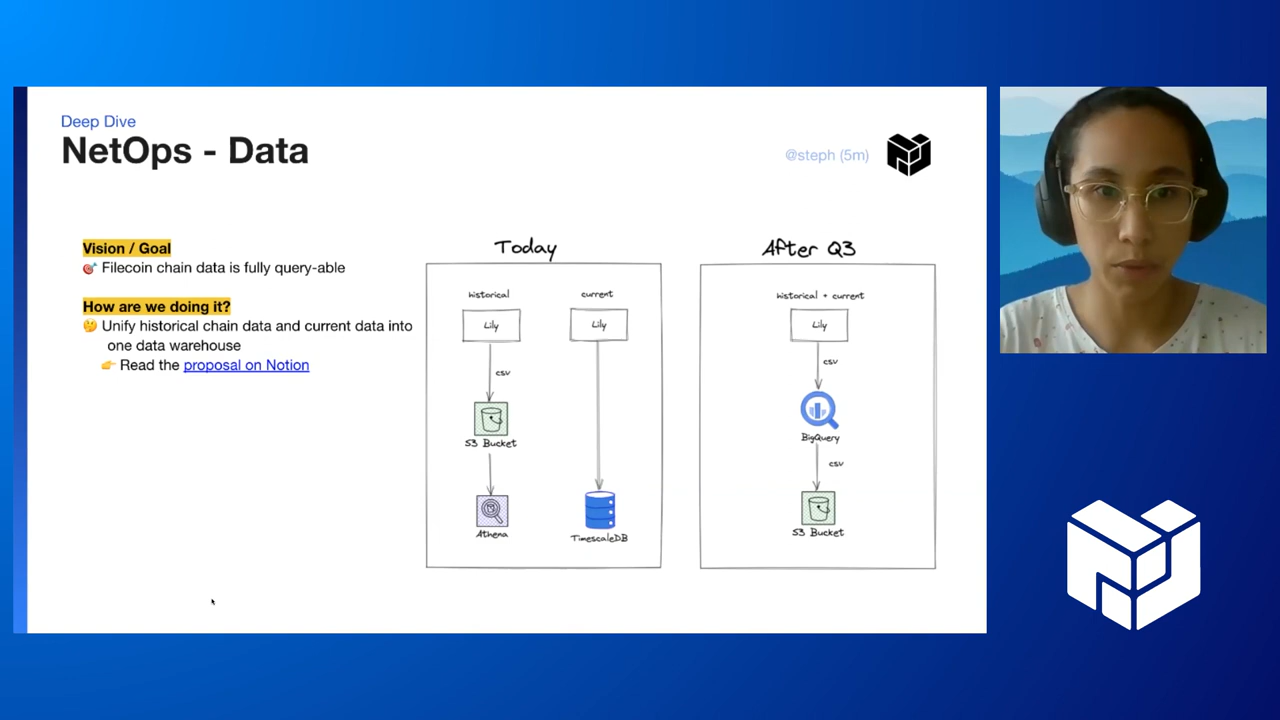 Deep Dive
NetOps - Data
@steph (5m)
Vision / Goal
🎯 Filecoin chain data is fully query-able
How are we doing it?
🤔 Unify historical chain data and current data into
one data warehouse
👉 Read the proposal on Notion
Today
historical
current
Lily
Lily
csv
S3 Bucket
Athena
TimescaleDB
After Q3
historical + current
Lily
csv
BigQuery
csv
S3 Bucket